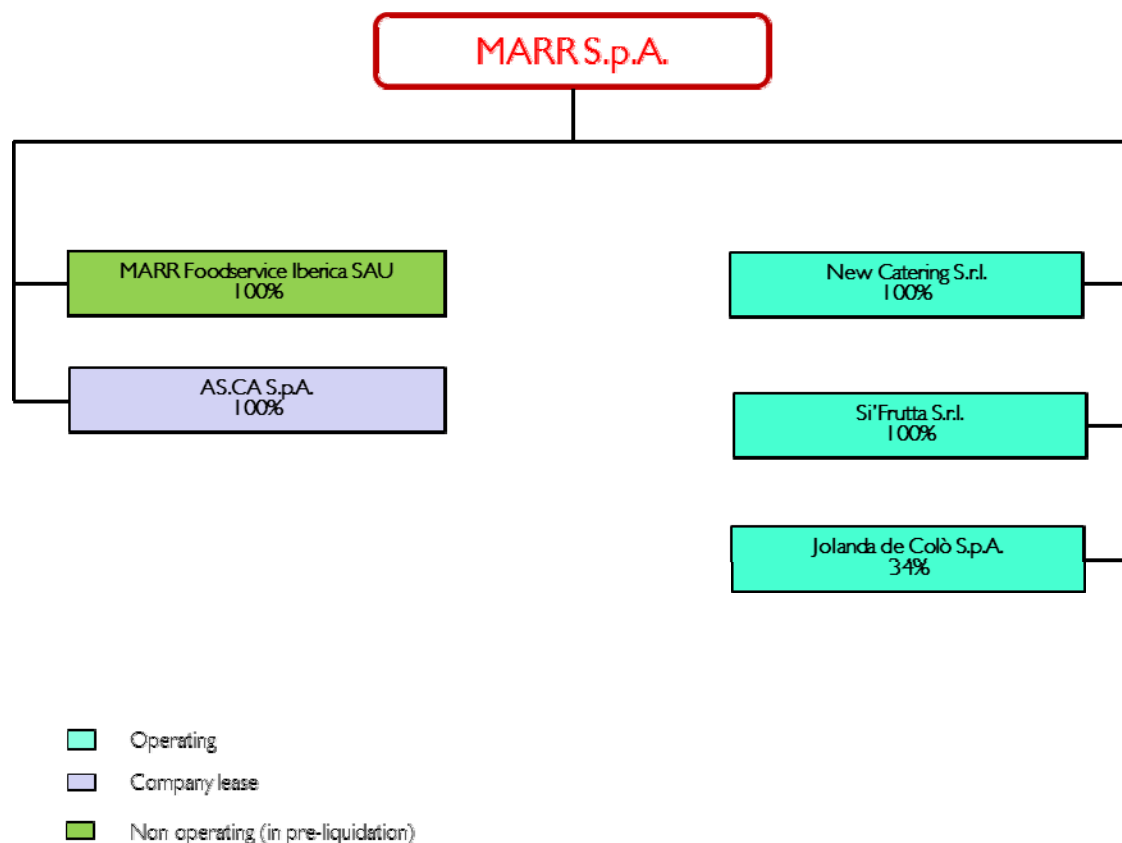 MARR S.p.A.
MARR Foodservice Iberica SAU
100%
AS.CA S.p.A.
100%
New Catering S.r.l.
100%
Si'Frutta S.r.l.
100%
Jolanda de Colò S.p.A.
34%
Operating
Company lease
Non operating (in pre-liquidation)